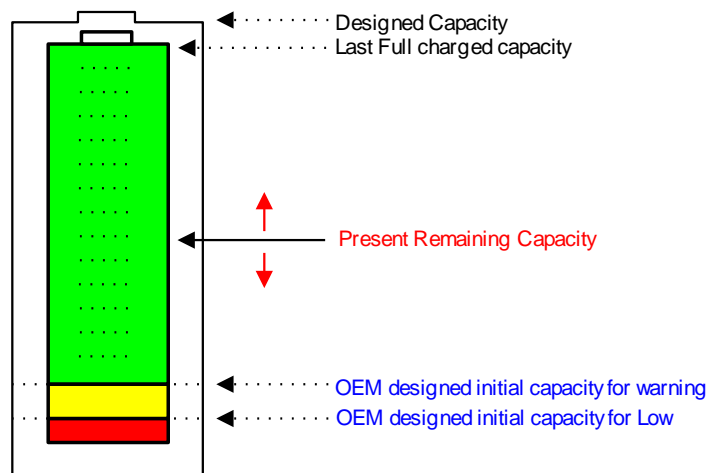 Designed Capacity
Last Full charged capacity
Present Remaining Capacity
OEM designed initial capacity for warning
OEM designed initial capacity for Low